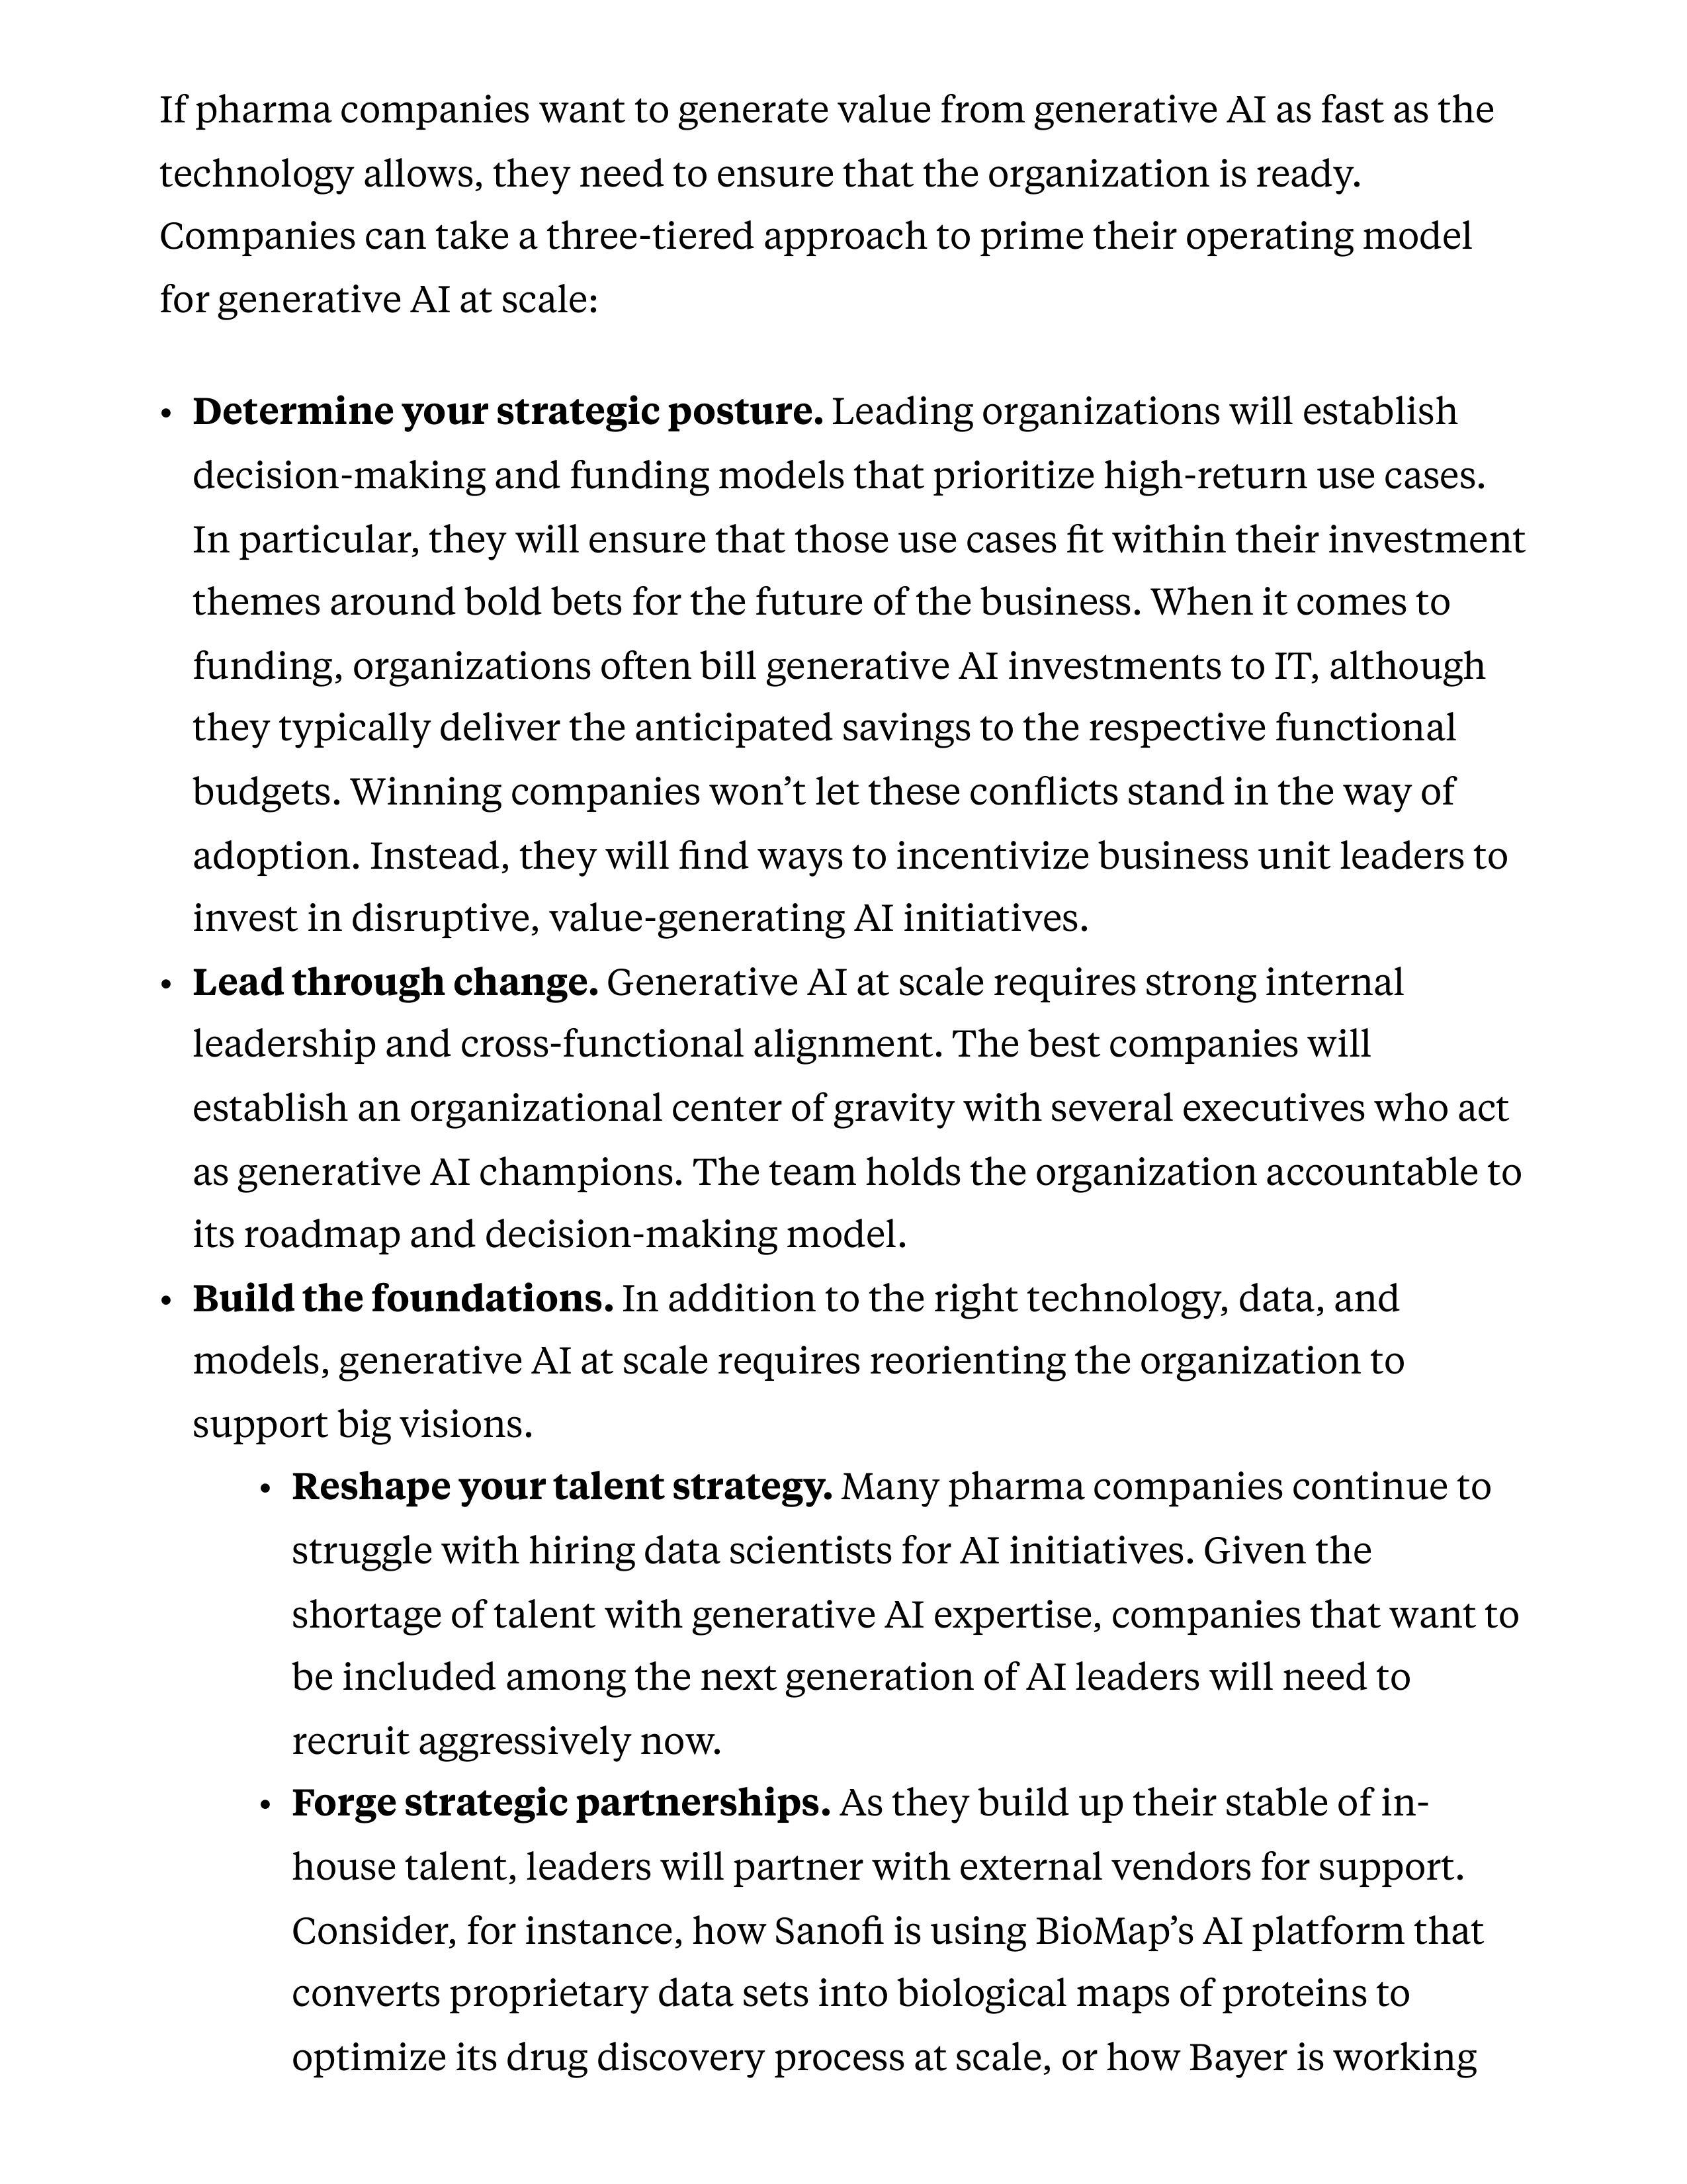 If pharma companies want to generate value from generative AI as fast as the
technology allows, they need to ensure that the organization is ready.
Companies can take a three-tiered approach to prime their operating model
for generative AI at scale:
• Determine your strategic posture. Leading organizations will establish
decision-making and funding models that prioritize high-return use cases.
In particular, they will ensure that those use cases fit within their investment
themes around bold bets for the future of the business. When it comes to
funding, organizations often bill generative AI investments to IT, although
they typically deliver the anticipated savings to the respective functional
budgets. Winning companies won’t let these conflicts stand in the way of
adoption. Instead, they will find ways to incentivize business unit leaders to
invest in disruptive, value-generating AI initiatives.
• Lead through change. Generative AI at scale requires strong internal
leadership and cross-functional alignment. The best companies will
establish an organizational center of gravity with several executives who act
as generative AI champions. The team holds the organization accountable to
its roadmap and decision-making model.
• Build the foundations. In addition to the right technology, data, and
models, generative AI at scale requires reorienting the organization to
support big visions.
• Reshape your talent strategy. Many pharma companies continue to
struggle with hiring data scientists for AI initiatives. Given the
shortage of talent with generative AI expertise, companies that want to
be included among the next generation of AI leaders will need to
recruit aggressively now.
• Forge strategic partnerships. As they build up their stable of in-
house talent, leaders will partner with external vendors for support.
Consider, for instance, how Sanofi is using BioMap’s AI platform that
converts proprietary data sets into biological maps of proteins to
optimize its drug discovery process at scale, or how Bayer is working